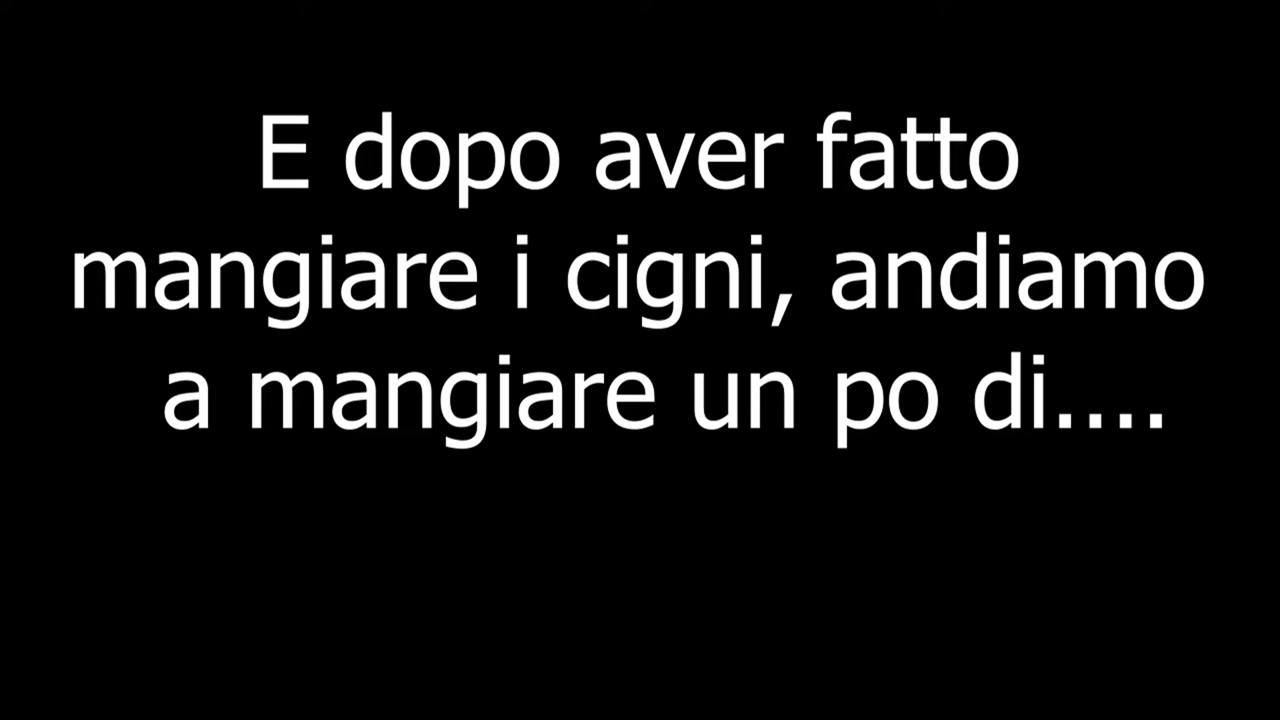 E dopo aver fatto
mangiare i cigni, andiamo
a mangiare un po di....